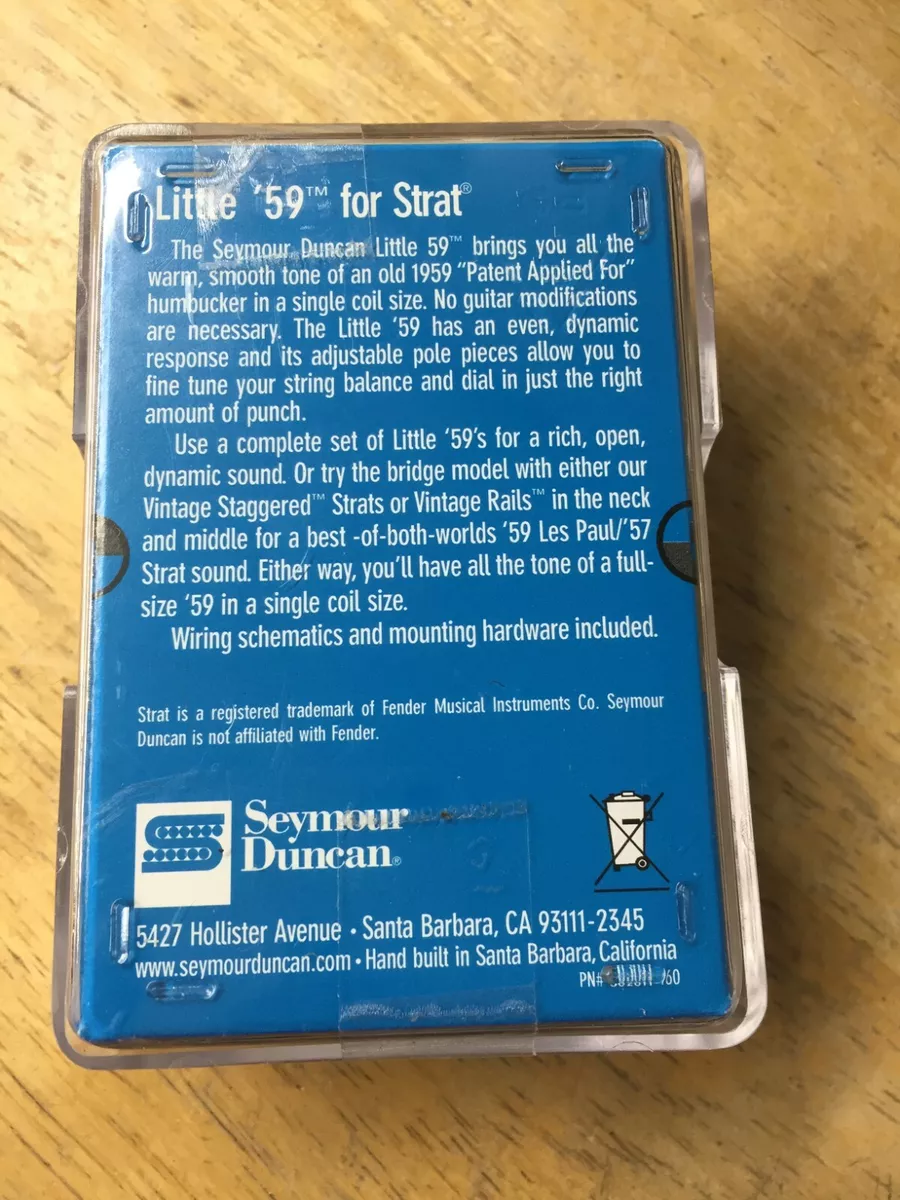 Little '59™ for Strat®
The Seymour Duncan Little 59™ brings you all the
warm, smooth tone of an old 1959 “Patent Applied For”
humbucker in a single coil size. No guitar modifications
are necessary. The Little '59 has an even, dynamic
response and its adjustable pole pieces allow you to
fine tune your string balance and dial in just the right
amount of punch.
Use a complete set of Little '59's for a rich, open,
dynamic sound. Or try the bridge model with either our
Vintage Staggered™ Strats or Vintage Rails™ in the neck
and middle for a best -of-both-worlds '59 Les Paul/'57
Strat sound. Either way, you'll have all the tone of a full-
size '59 in a single coil size.
Wiring schematics and mounting hardware included.
Strat is a registered trademark of Fender Musical Instruments Co. Seymour
Duncan is not affiliated with Fender.
Seymour
Duncan®
5427 Hollister Avenue • Santa Barbara, CA 93111-2345
www.seymourduncan.com • Hand built in Santa Barbara, California
PN#